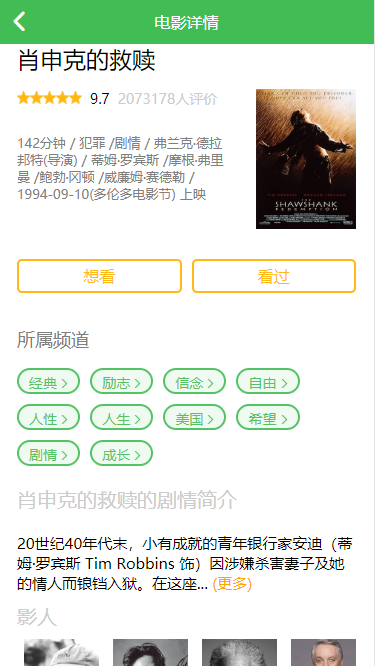 电影详情
肖申克的救赎
9.7 2073178人评价
142分钟 / 犯罪 /剧情 / 弗兰克·德拉
邦特(导演) / 蒂姆·罗宾斯 /摩根·弗里
曼 /鲍勃·冈顿 /威廉姆·赛德勒 /
1994-09-10(多伦多电影节) 上映
THE
SHAWSHANK
REDEMPTION
想看 看过
所属频道
经典 励志 信念 自由
人性 人生 美国 希望
剧情 成长
肖申克的救赎的剧情简介
20世纪40年代末，小有成就的青年银行家安迪（蒂
姆·罗宾斯 Tim Robbins 饰）因涉嫌杀害妻子及她
的情人而锒铛入狱。在这座... (更多)
影人